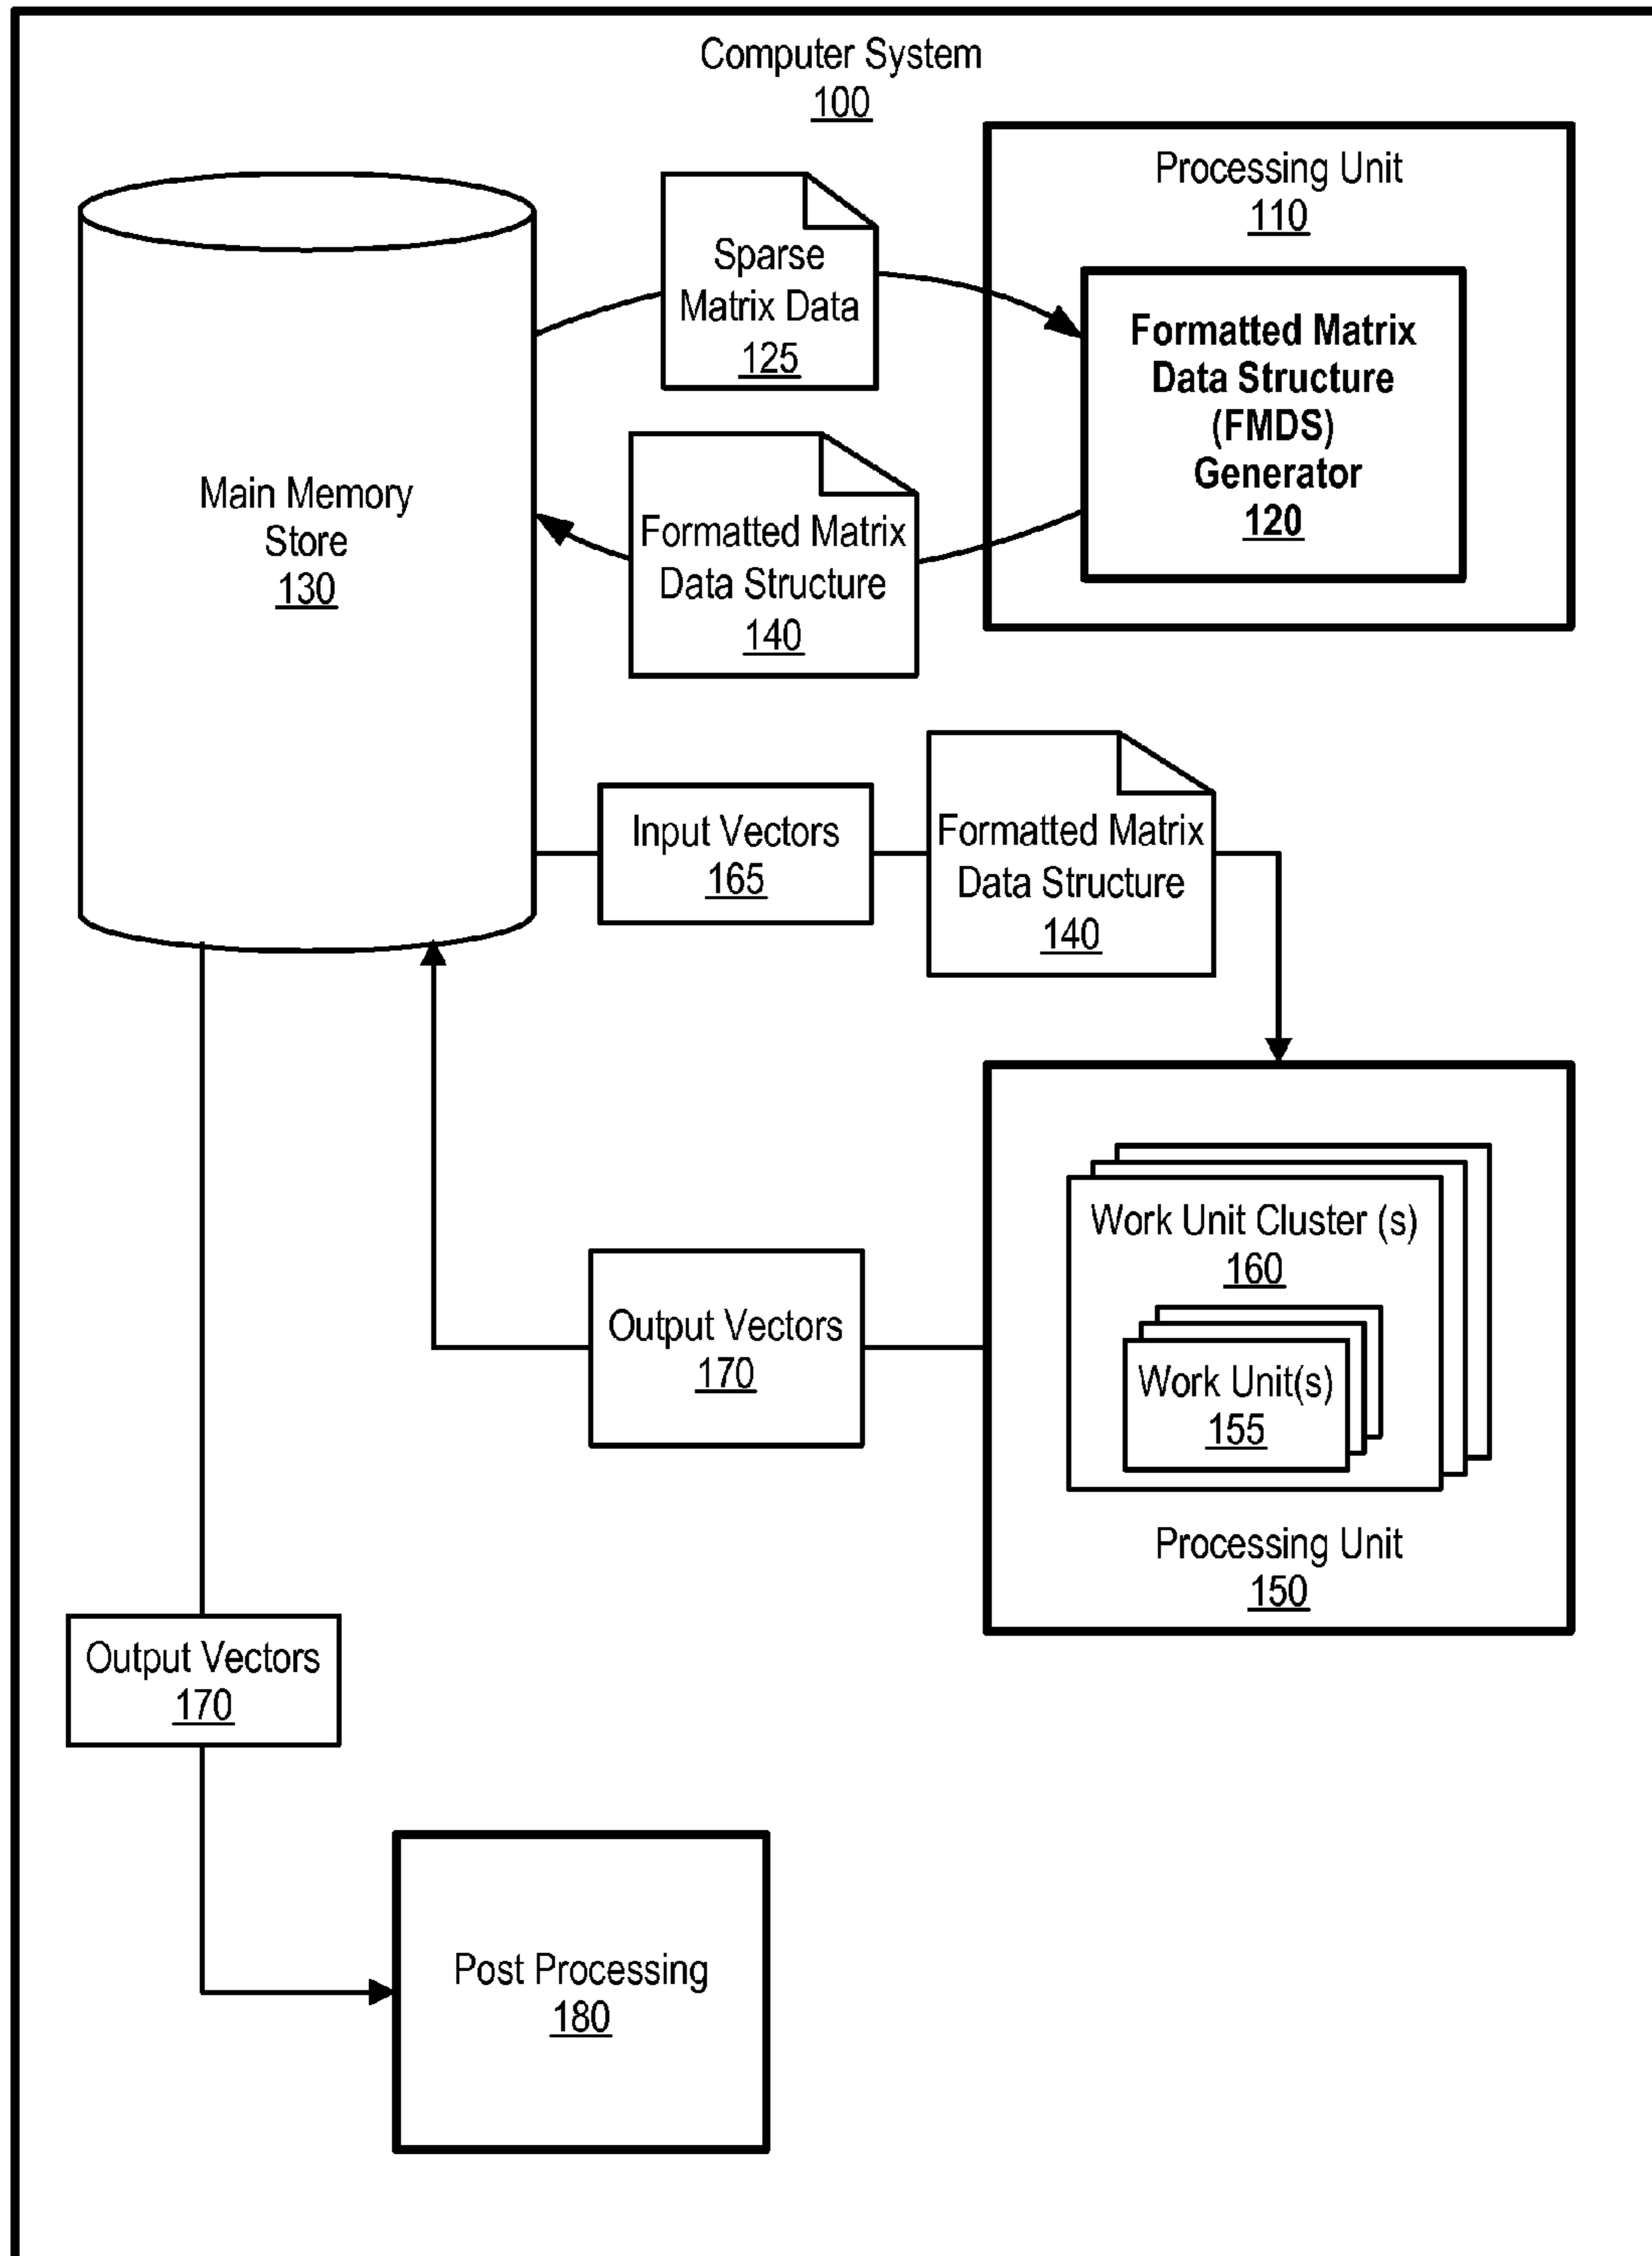 Computer System
100
Processing Unit
110
Sparse
Matrix Data
125
Formatted Matrix
Data Structure
(FMDS)
Generator
120
Main Memory
Store
130
Formatted Matrix
Data Structure
140
Input Vectors
165
Formatted Matrix
Data Structure
140
Work Unit Cluster (s)
160
Output Vectors
170
Work Unit(s)
155
Processing Unit
150
Output Vectors
170
Post Processing
180